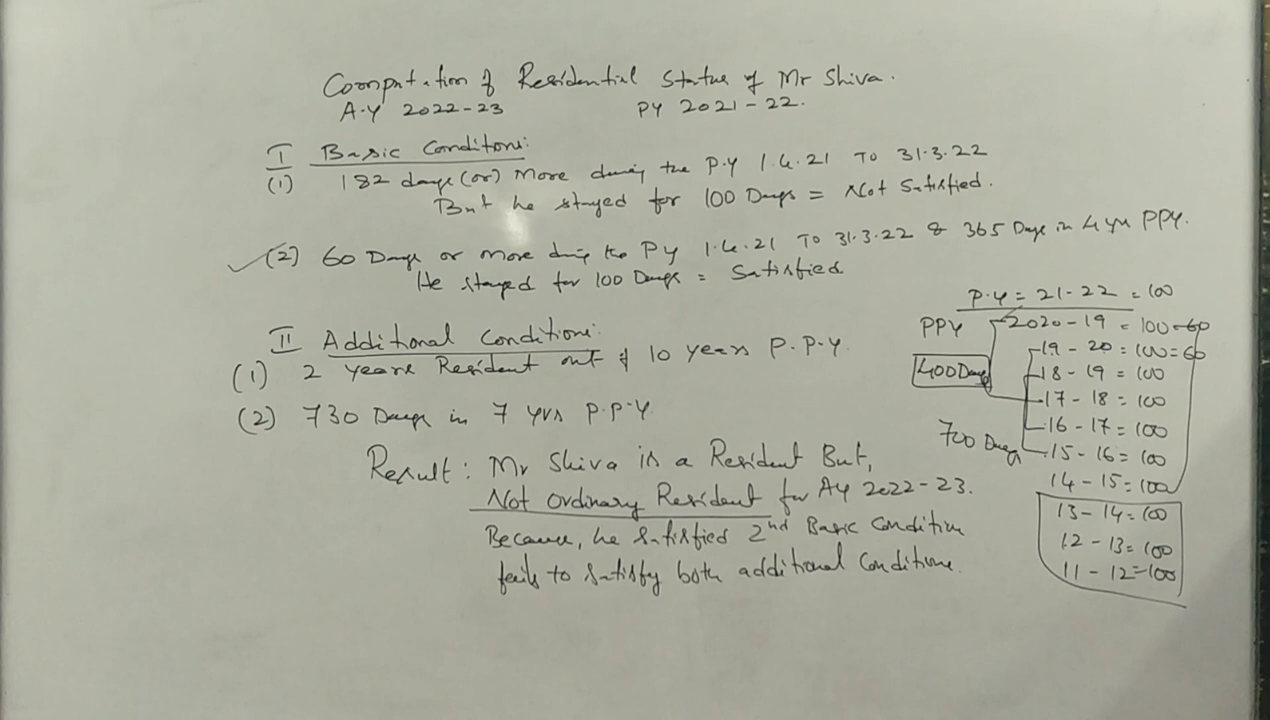 Computation of Residential Status of Mr Shiva.
A.Y 2022-23 PY 2021-22.
I Basic Conditions:
(1) 182 days (or) More during the P.Y 1.4.21 To 31.3.22
But he stayed for 100 Days = Not Satisfied.
(2) 60 Days or more during the PY 1.4.21 To 31.3.22 & 365 Days in 4 yrs PPY.
He stayed for 100 Days = Satisfied
II Additional Conditions:
(1) 2 years Resident out of 10 years P.P.Y.
(2) 730 Days in 7 yrs P.P.Y
Result: Mr Shiva is a Resident But,
Not ordinary Resident for AY 2022-23.
Because, he Satisfied 2nd Basic Condition
fails to Satisfy both additional Conditions.
P.Y = 21-22 = 100
PPY 2020-19 = 100=60
19-20 = 100=60
400 Days 18-19 = 100
17-18 = 100
16-17 = 100
700 Days 15-16 = 100
14-15 = 100
13-14 = 100
12-13 = 100
11-12 = 100